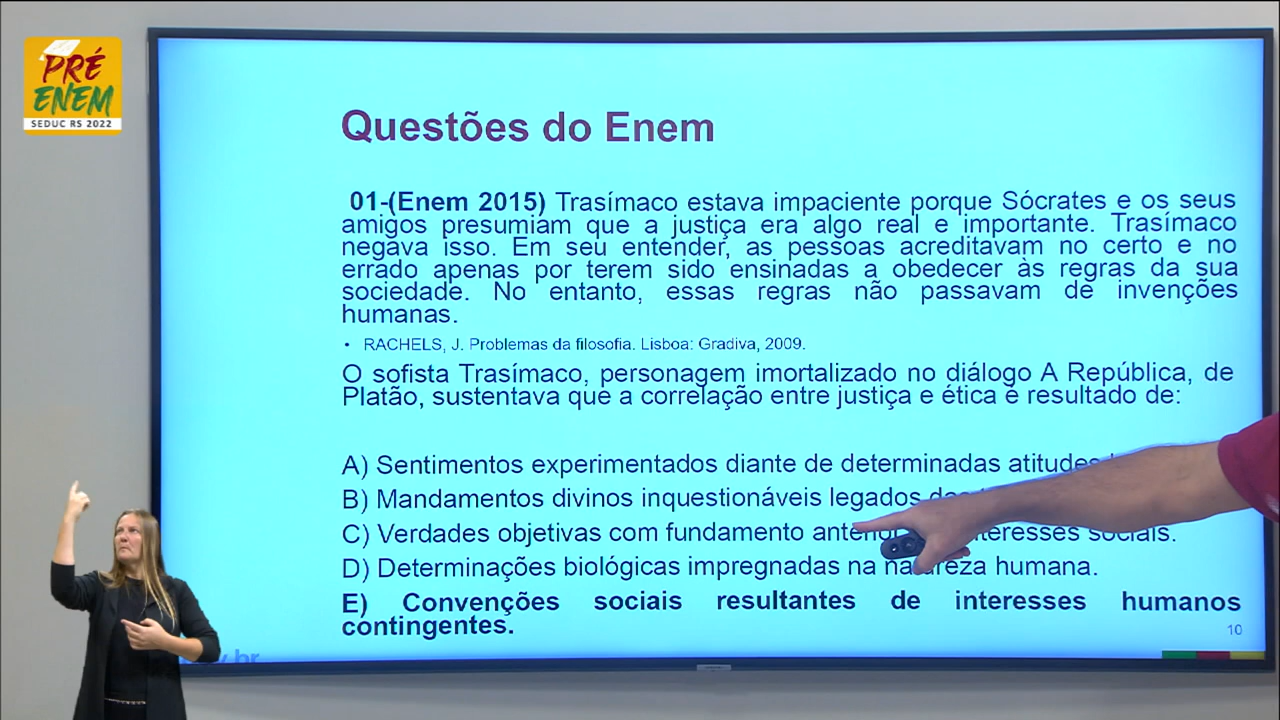 PRÉ
ENEM
SEDUC RS 2022
Questões do Enem
01-(Enem 2015) Trasímaco estava impaciente porque Sócrates e os seus
amigos presumiam que a justiça era algo real e importante. Trasímaco
negava isso. Em seu entender, as pessoas acreditavam no certo e no
errado apenas por terem sido ensinadas a obedecer às regras da sua
sociedade. No entanto, essas regras não passavam de invenções
humanas.
• RACHELS, J. Problemas da filosofia. Lisboa: Gradiva, 2009.
O sofista Trasímaco, personagem imortalizado no diálogo A República, de
Platão, sustentava que a correlação entre justiça e ética é resultado de:
A) Sentimentos experimentados diante de determinadas atitudes
B) Mandamentos divinos inquestionáveis legados
C) Verdades objetivas com fundamento anterior interesses sociais.
D) Determinações biológicas impregnadas na natureza humana.
E) Convenções sociais resultantes de interesses humanos
contingentes.
10